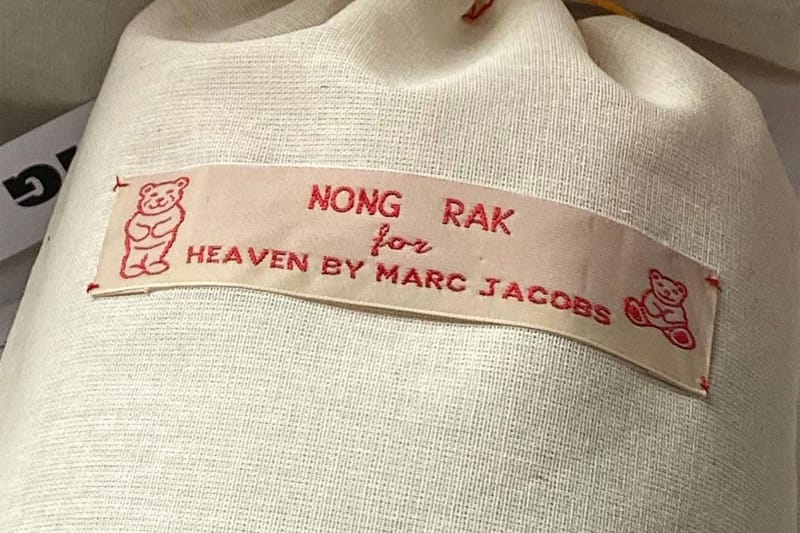 NONG RAK
for
HEAVEN BY MARC JACOBS